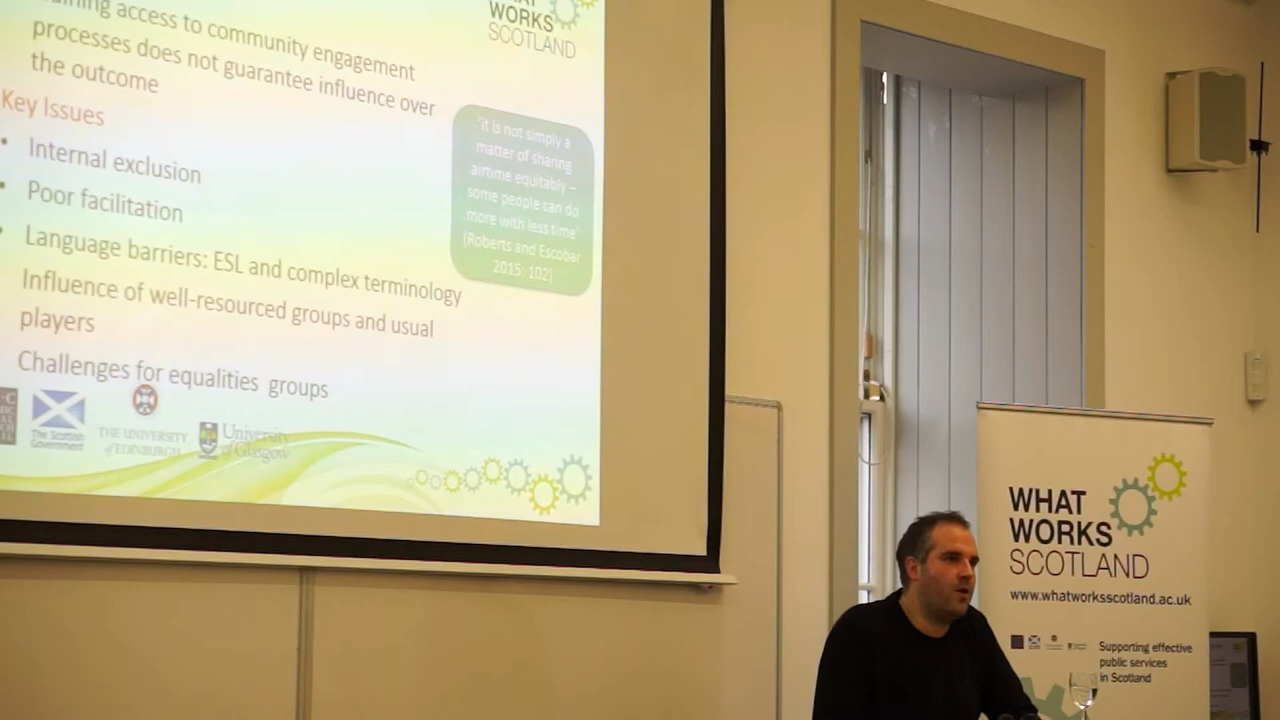 access to community engagement
processes does not guarantee influence over
the outcome
Key Issues
• Internal exclusion
• Poor facilitation
• Language barriers: ESL and complex terminology
Influence of well-resourced groups and usual
players
Challenges for equalities groups
WHAT
WORKS
SCOTLAND
'It is not simply a
matter of sharing
airtime equitably –
some people can do
more with less time'
(Roberts and Escobar
2015: 102)
The Scottish
Government
THE UNIVERSITY
of EDINBURGH
University
of Glasgow
WHAT
WORKS
SCOTLAND
www.whatworksscotland.ac.uk
Supporting effective
public services
in Scotland